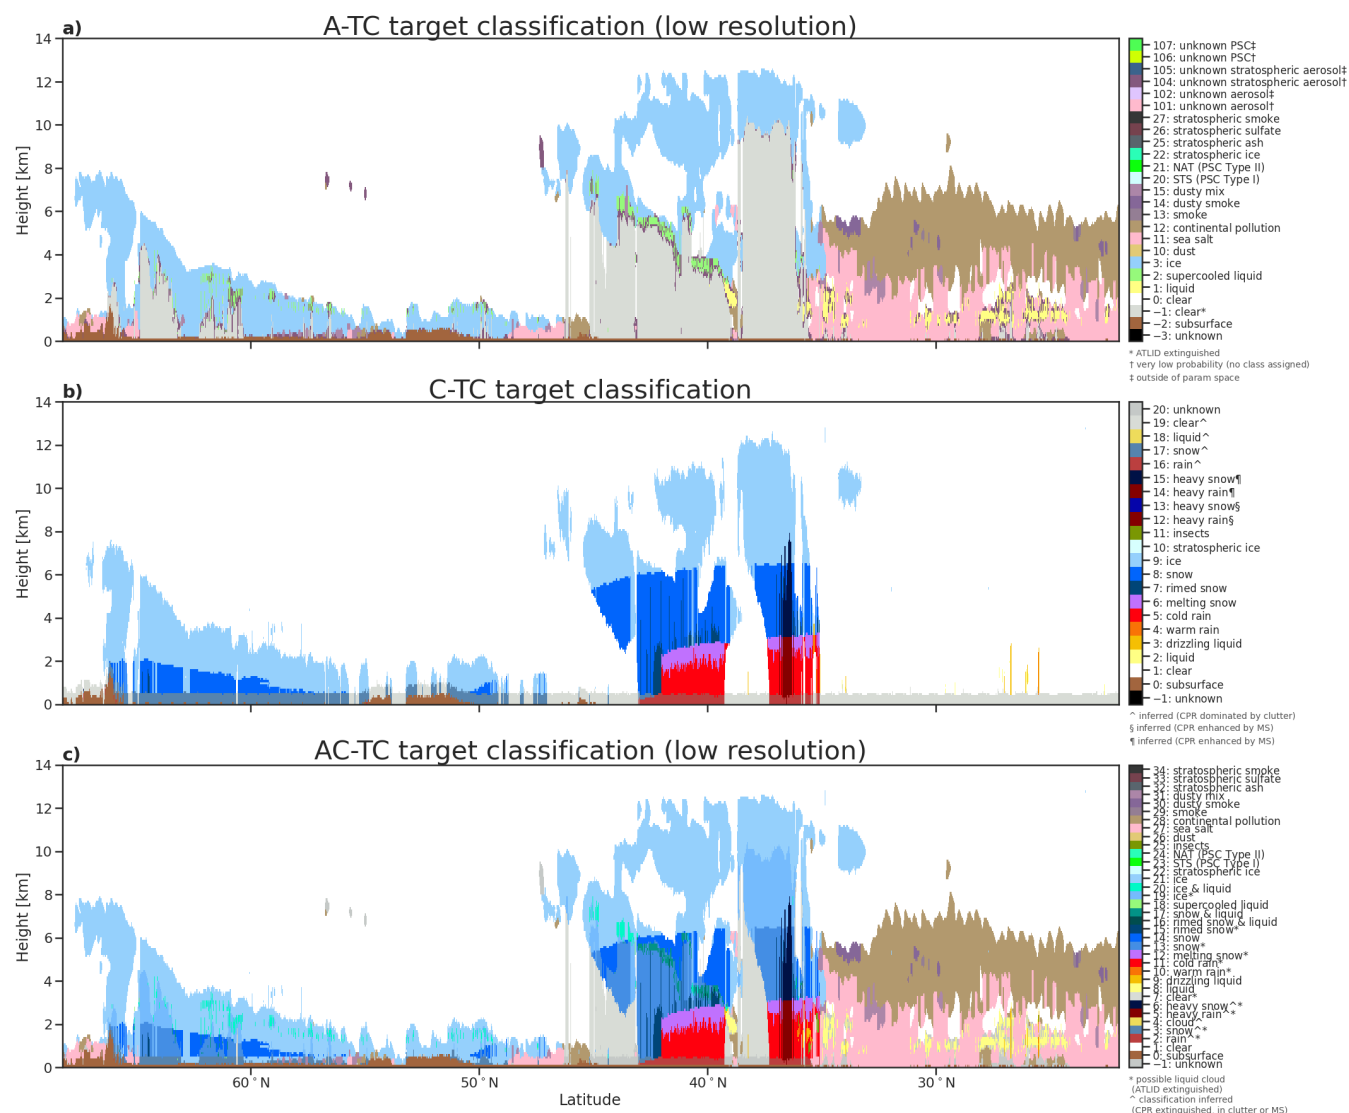 a)
A-TC target classification (low resolution)
14
12
10
8
6
4
2
0
Height [km]
107: unknown PSC‡
106: unknown PSC†
105: unknown stratospheric aerosol‡
104: unknown stratospheric aerosol†
102: unknown aerosol‡
101: unknown aerosol†
27: stratospheric smoke
26: stratospheric sulfate
25: stratospheric ash
22: stratospheric ice
21: NAT (PSC Type II)
20: STS (PSC Type I)
15: dusty mix
14: dusty smoke
13: smoke
12: continental pollution
11: sea salt
10: dust
3: ice
2: supercooled liquid
1: liquid
0: clear
−1: clear*
−2: subsurface
−3: unknown
* ATLID extinguished
† very low probability (no class assigned)
‡ outside of param space
b)
C-TC target classification
14
12
10
8
6
4
2
0
Height [km]
20: unknown
19: clear^
18: liquid^
17: snow^
16: rain^
15: heavy snow¶
14: heavy rain¶
13: heavy snow§
12: heavy rain§
11: insects
10: stratospheric ice
9: ice
8: snow
7: rimed snow
6: melting snow
5: cold rain
4: warm rain
3: drizzling liquid
2: liquid
1: clear
0: subsurface
−1: unknown
^ inferred (CPR dominated by clutter)
§ inferred (CPR enhanced by MS)
¶ inferred (CPR enhanced by MS)
c)
AC-TC target classification (low resolution)
14
12
10
8
6
4
2
0
Height [km]
60°N
50°N
40°N
30°N
Latitude
34: stratospheric smoke
33: stratospheric sulfate
32: stratospheric ash
31: dusty mix
30: dusty smoke
29: smoke
28: continental pollution
27: sea salt
26: dust
25: insects
24: NAT (PSC Type II)
23: STS (PSC Type I)
22: stratospheric ice
21: ice
20: ice & liquid
19: ice*
18: supercooled liquid
17: snow & liquid
16: rimed snow & liquid
15: rimed snow*
14: snow
13: snow*
12: melting snow*
11: cold rain*
10: warm rain*
9: drizzling liquid
8: liquid
7: clear*
6: heavy snow^*
5: heavy rain^*
4: cloud^
3: snow^*
2: rain^*
1: clear
0: subsurface
−1: unknown
* possible liquid cloud
(ATLID extinguished)
^ classification inferred
(CPR extinguished, in clutter or MS)